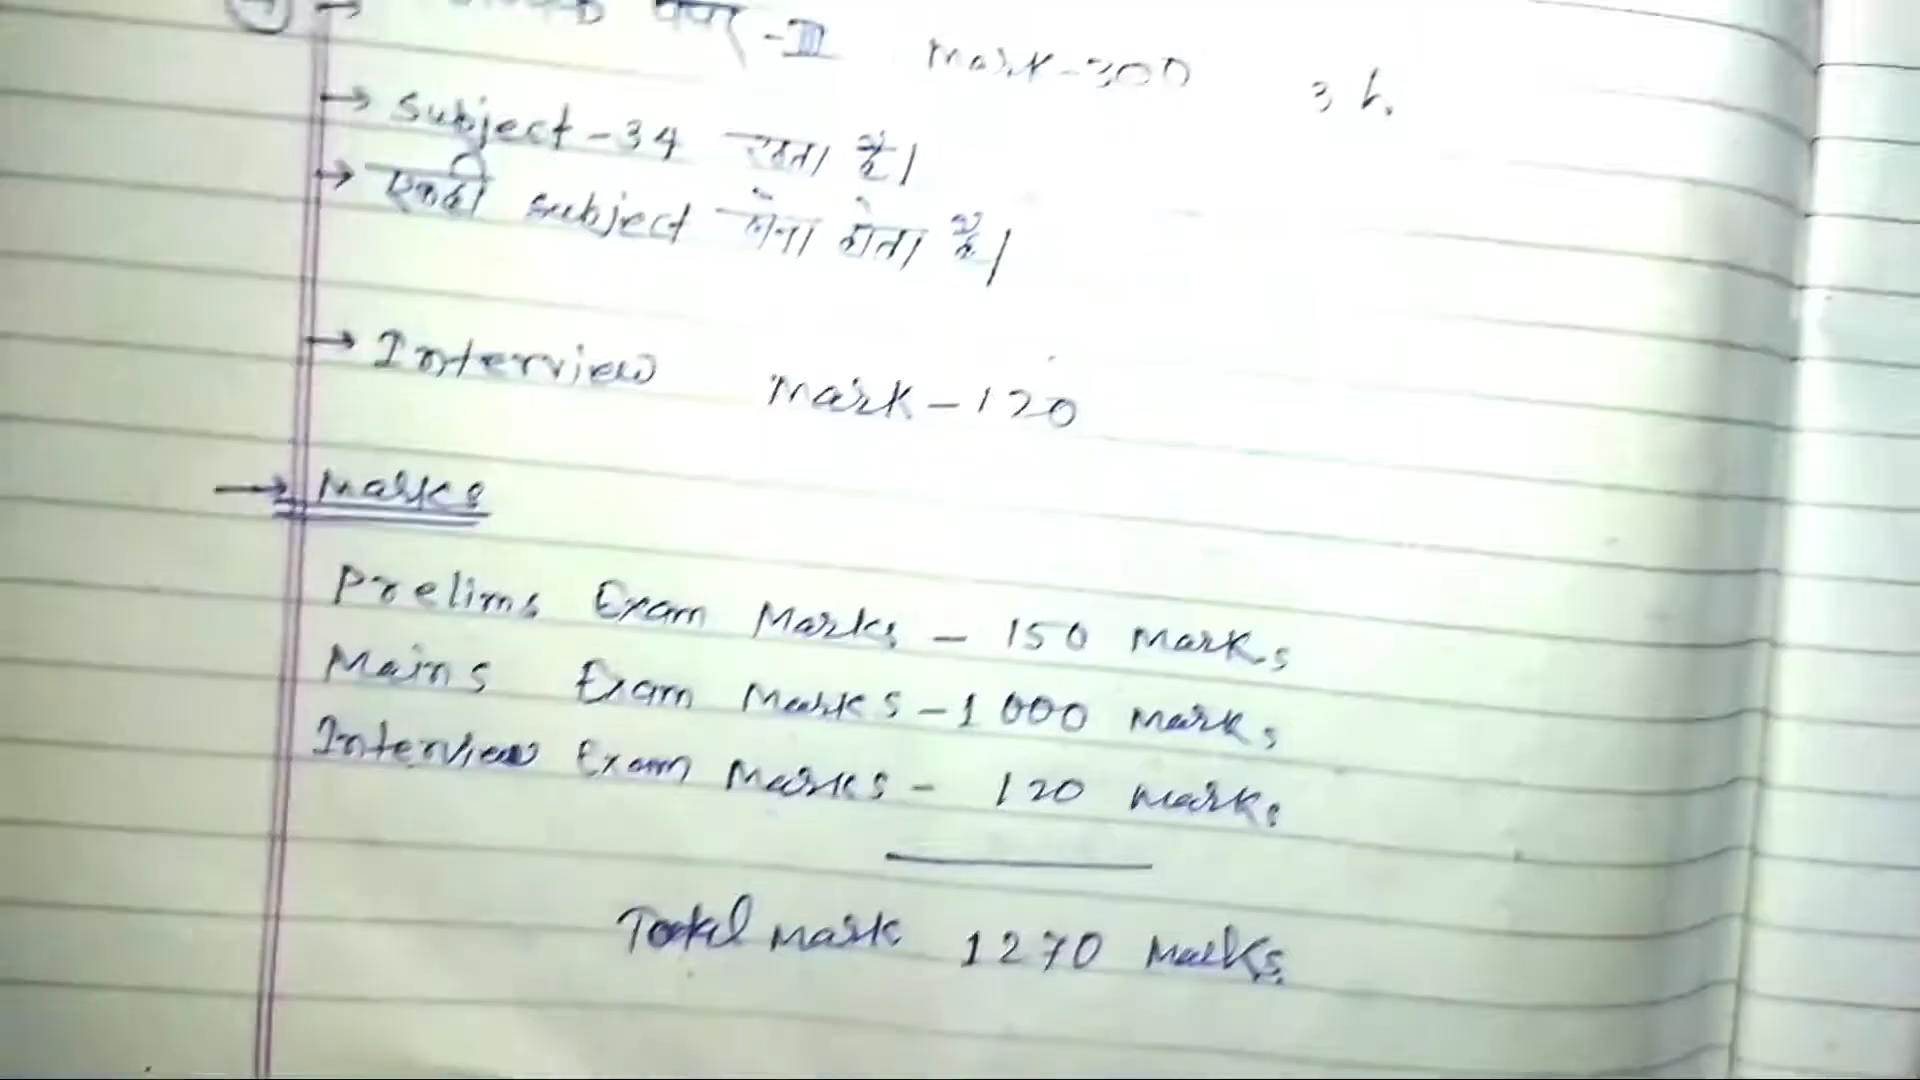 पेपर -III Mark-300 3 h.
→ Subject-34 रहता है।
→ एकही subject लेना होता है।
→ Interview Mark-120
→ Marks
Prelims Exam Marks - 150 Marks
Mains Exam Marks -1000 Marks
Interview Exam Marks - 120 Marks
Total mark 1270 Marks